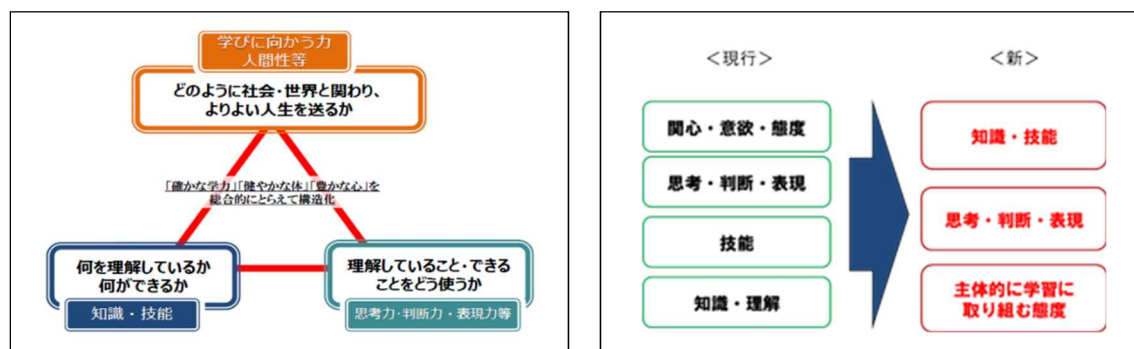 学びに向かう力
人間性等
どのように社会・世界と関わり、
よりよい人生を送るか
「確かな学力」「健やかな体」「豊かな心」を
総合的にとらえて構造化
何を理解しているか
何ができるか
知識・技能
理解していること・できる
ことをどう使うか
思考力・判断力・表現力等
＜現行＞
関心・意欲・態度
思考・判断・表現
技能
知識・理解
＜新＞
知識・技能
思考・判断・表現
主体的に学習に
取り組む態度